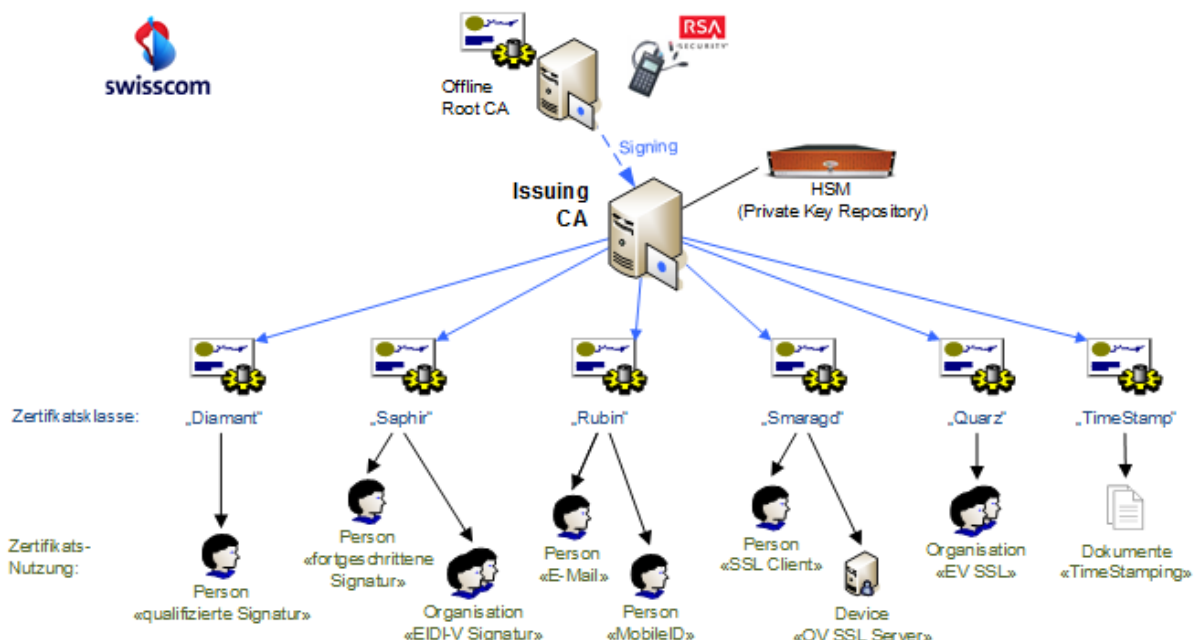 swisscom
RSA
SECURITY
Offline
Root CA
Signing
Issuing
CA
HSM
(Private Key Repository)
Zertifkatsklasse:
„Diamant“
„Saphir“
„Rubin“
„Smaragd“
„Quarz“
„TimeStamp“
Zertifikats-
Nutzung:
Person
«qualifizierte Signatur»
Person
«fortgeschrittene
Signatur»
Organisation
«EIDI-V Signatur»
Person
«E-Mail»
Person
«MobileID»
Person
«SSL Client»
Device
«OV SSL Server»
Organisation
«EV SSL»
Dokumente
«TimeStamping»